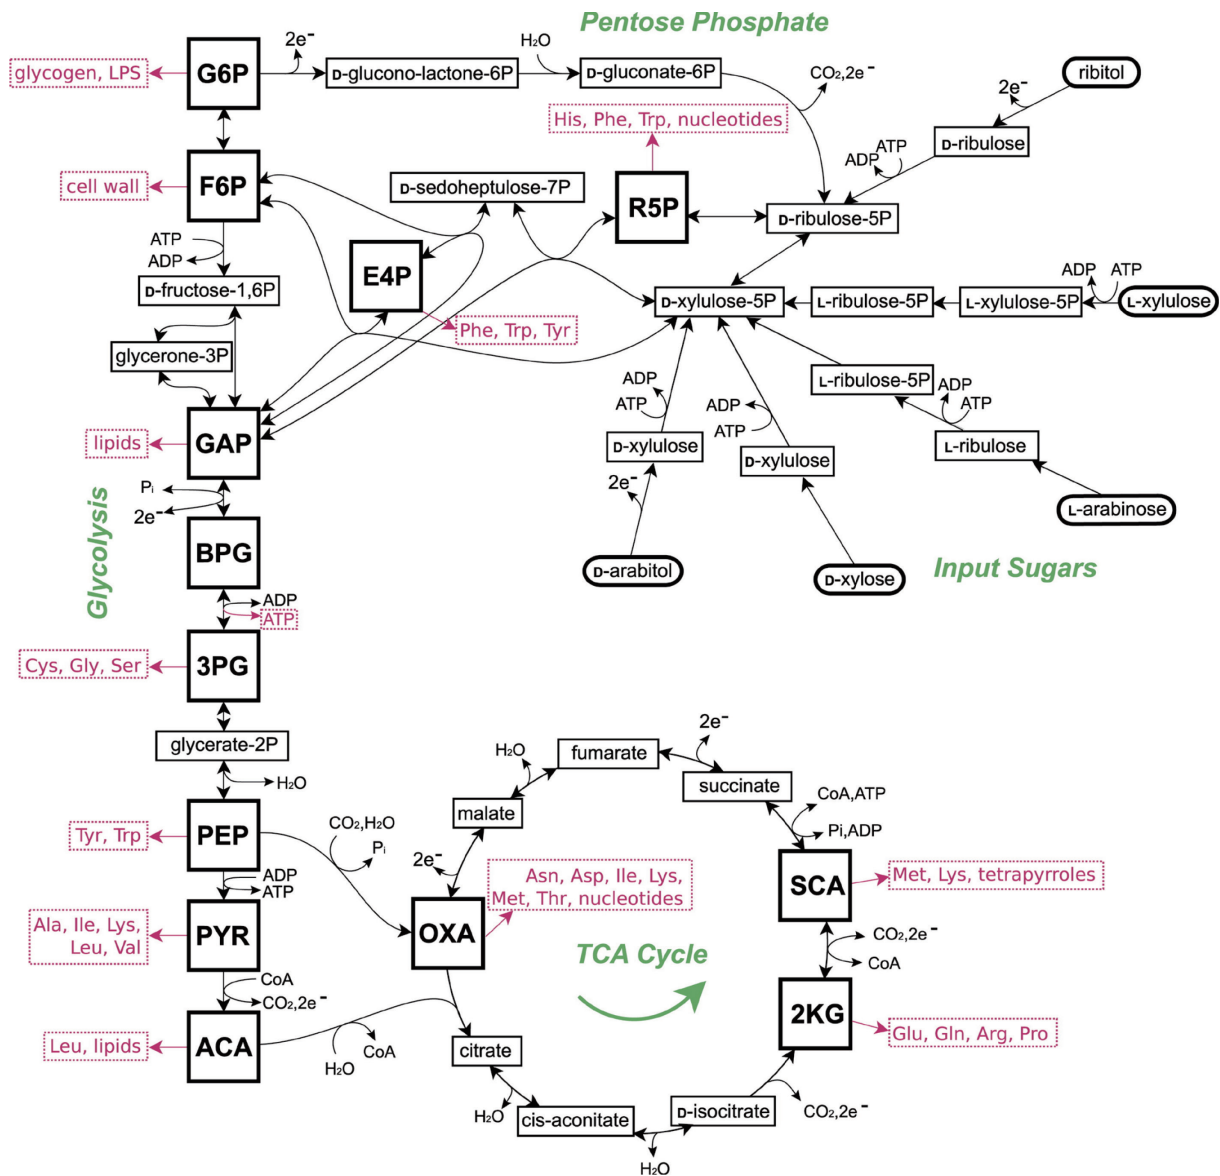 Pentose Phosphate
G6P
glycogen, LPS
2e⁻
D-glucono-lactone-6P
H₂O
D-gluconate-6P
CO₂,2e⁻
ribitol
2e⁻
D-ribulose
ATP
ADP
His, Phe, Trp, nucleotides
F6P
cell wall
D-sedoheptulose-7P
R5P
D-ribulose-5P
ATP
ADP
E4P
D-fructose-1,6P
Phe, Trp, Tyr
D-xylulose-5P
L-ribulose-5P
L-xylulose-5P
ADP
ATP
L-xylulose
glycerone-3P
L-ribulose-5P
ADP
ATP
L-ribulose
L-arabinose
ADP
ATP
D-xylulose
2e⁻
D-arabitol
ADP
ATP
D-xylulose
D-xylose
Input Sugars
GAP
lipids
Glycolysis
Pᵢ
2e⁻
BPG
ADP
ATP
3PG
Cys, Gly, Ser
glycerate-2P
H₂O
PEP
Tyr, Trp
CO₂,H₂O
Pᵢ
ADP
ATP
PYR
Ala, Ile, Lys,
Leu, Val
CoA
CO₂,2e⁻
ACA
Leu, lipids
H₂O
CoA
OXA
Asn, Asp, Ile, Lys,
Met, Thr, nucleotides
2e⁻
malate
H₂O
fumarate
2e⁻
succinate
CoA,ATP
Pi,ADP
SCA
Met, Lys, tetrapyrroles
TCA Cycle
CO₂,2e⁻
CoA
2KG
Glu, Gln, Arg, Pro
citrate
H₂O
cis-aconitate
H₂O
D-isocitrate
CO₂,2e⁻